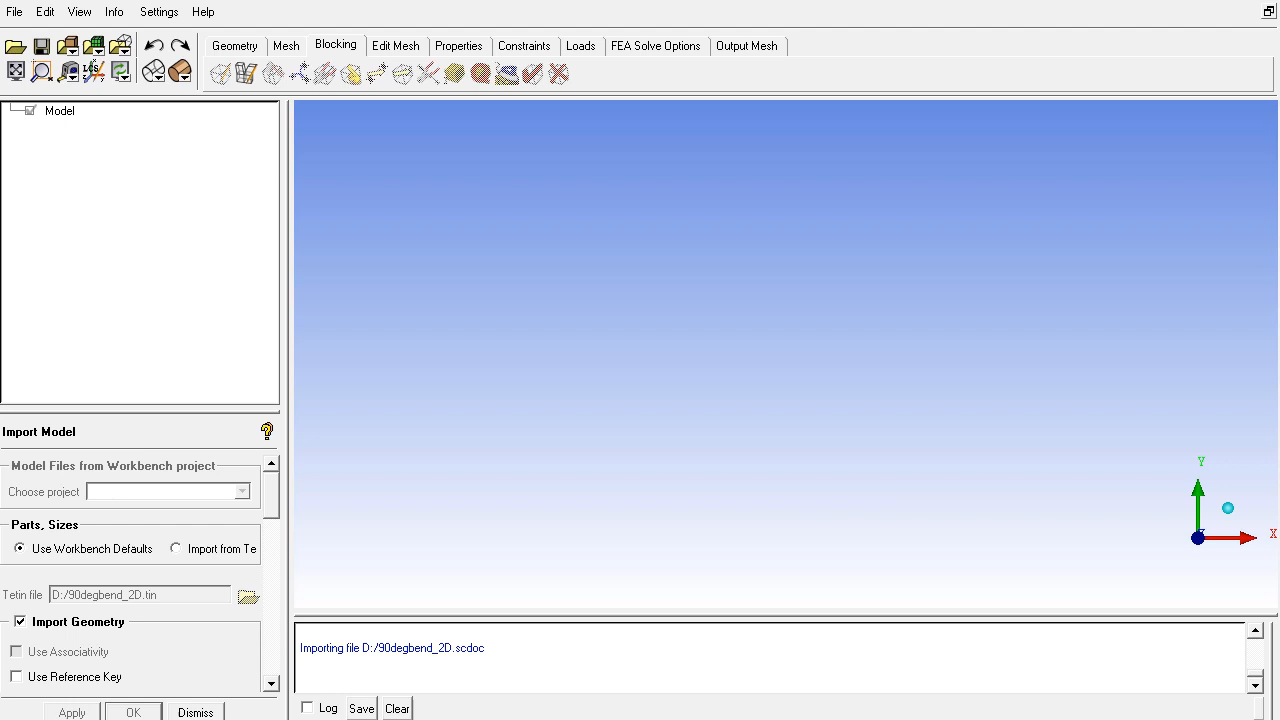 File Edit View Info Settings Help
Geometry Mesh Blocking Edit Mesh Properties Constraints Loads FEA Solve Options Output Mesh
LCS
Model
Import Model
Model Files from Workbench project
Choose project
Parts, Sizes
Use Workbench Defaults Import from Te
Tetin file D:/90degbend_2D.tin
Import Geometry
Use Associativity
Use Reference Key
Apply OK Dismiss
Y
X
Importing file D:/90degbend_2D.scdoc
Log Save Clear